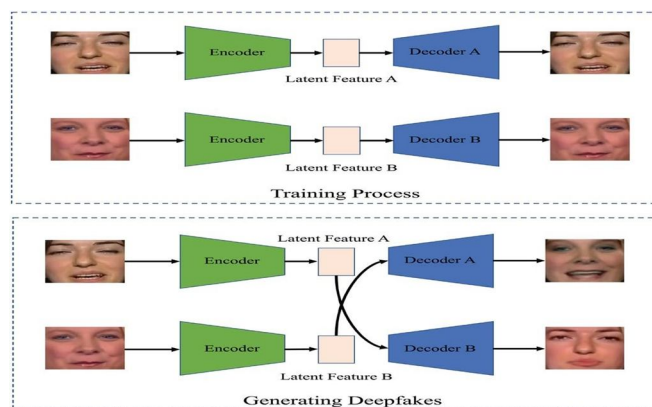 Encoder
Decoder A
Latent Feature A
Encoder
Decoder B
Latent Feature B
Training Process
Latent Feature A
Encoder
Decoder A
Encoder
Decoder B
Latent Feature B
Generating Deepfakes